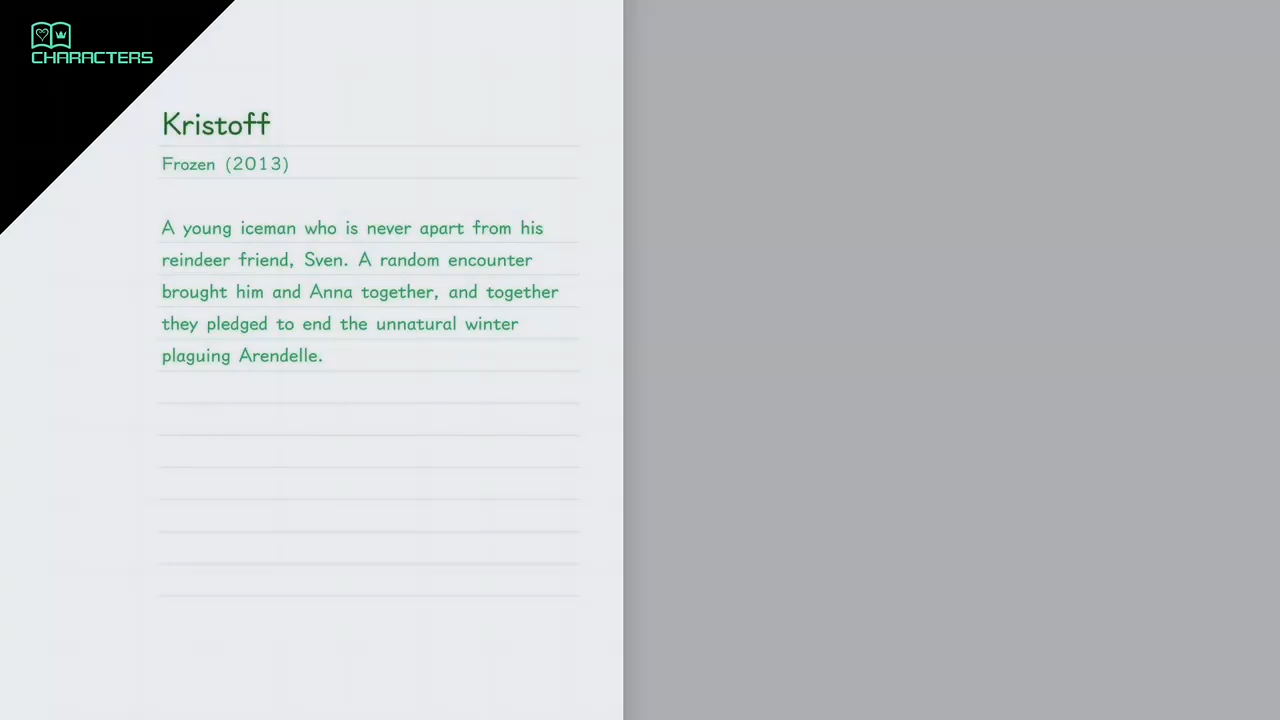 CHARACTERS
Kristoff
Frozen (2013)
A young iceman who is never apart from his
reindeer friend, Sven. A random encounter
brought him and Anna together, and together
they pledged to end the unnatural winter
plaguing Arendelle.